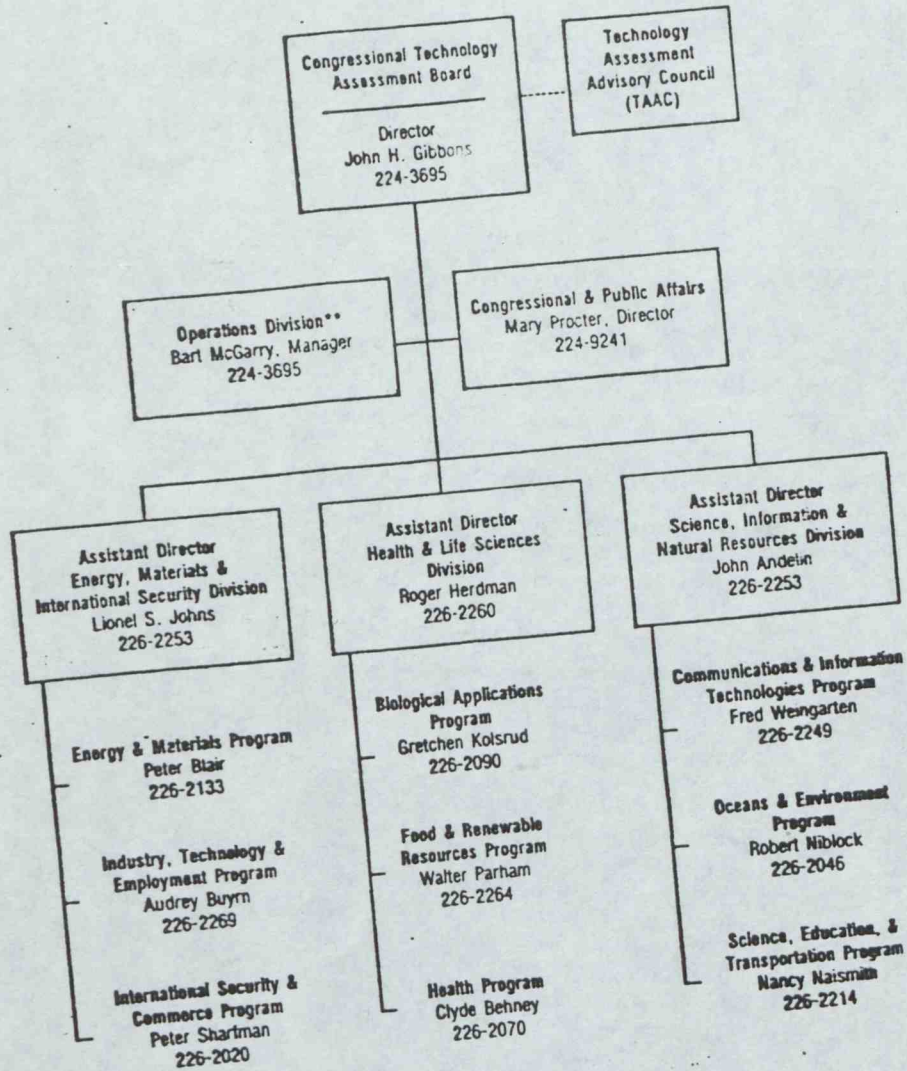 Congressional Technology
Assessment Board
Director
John H. Gibbons
224-3695
Technology
Assessment
Advisory Council
(TAAC)
Operations Division**
Bart McGarry, Manager
224-3695
Congressional & Public Affairs
Mary Procter, Director
224-9241
Assistant Director
Energy, Materials &
International Security Division
Lionel S. Johns
226-2253
Energy & Materials Program
Peter Blair
226-2133
Industry, Technology &
Employment Program
Audrey Buyrn
226-2269
International Security &
Commerce Program
Peter Sharfman
226-2020
Assistant Director
Health & Life Sciences
Division
Roger Herdman
226-2260
Biological Applications
Program
Gretchen Kolsrud
226-2090
Food & Renewable
Resources Program
Walter Parham
226-2264
Health Program
Clyde Behney
226-2070
Assistant Director
Science, Information &
Natural Resources Division
John Andelin
226-2253
Communications & Information
Technologies Program
Fred Weingarten
226-2249
Oceans & Environment
Program
Robert Niblock
226-2046
Science, Education, &
Transportation Program
Nancy Naismith
226-2214